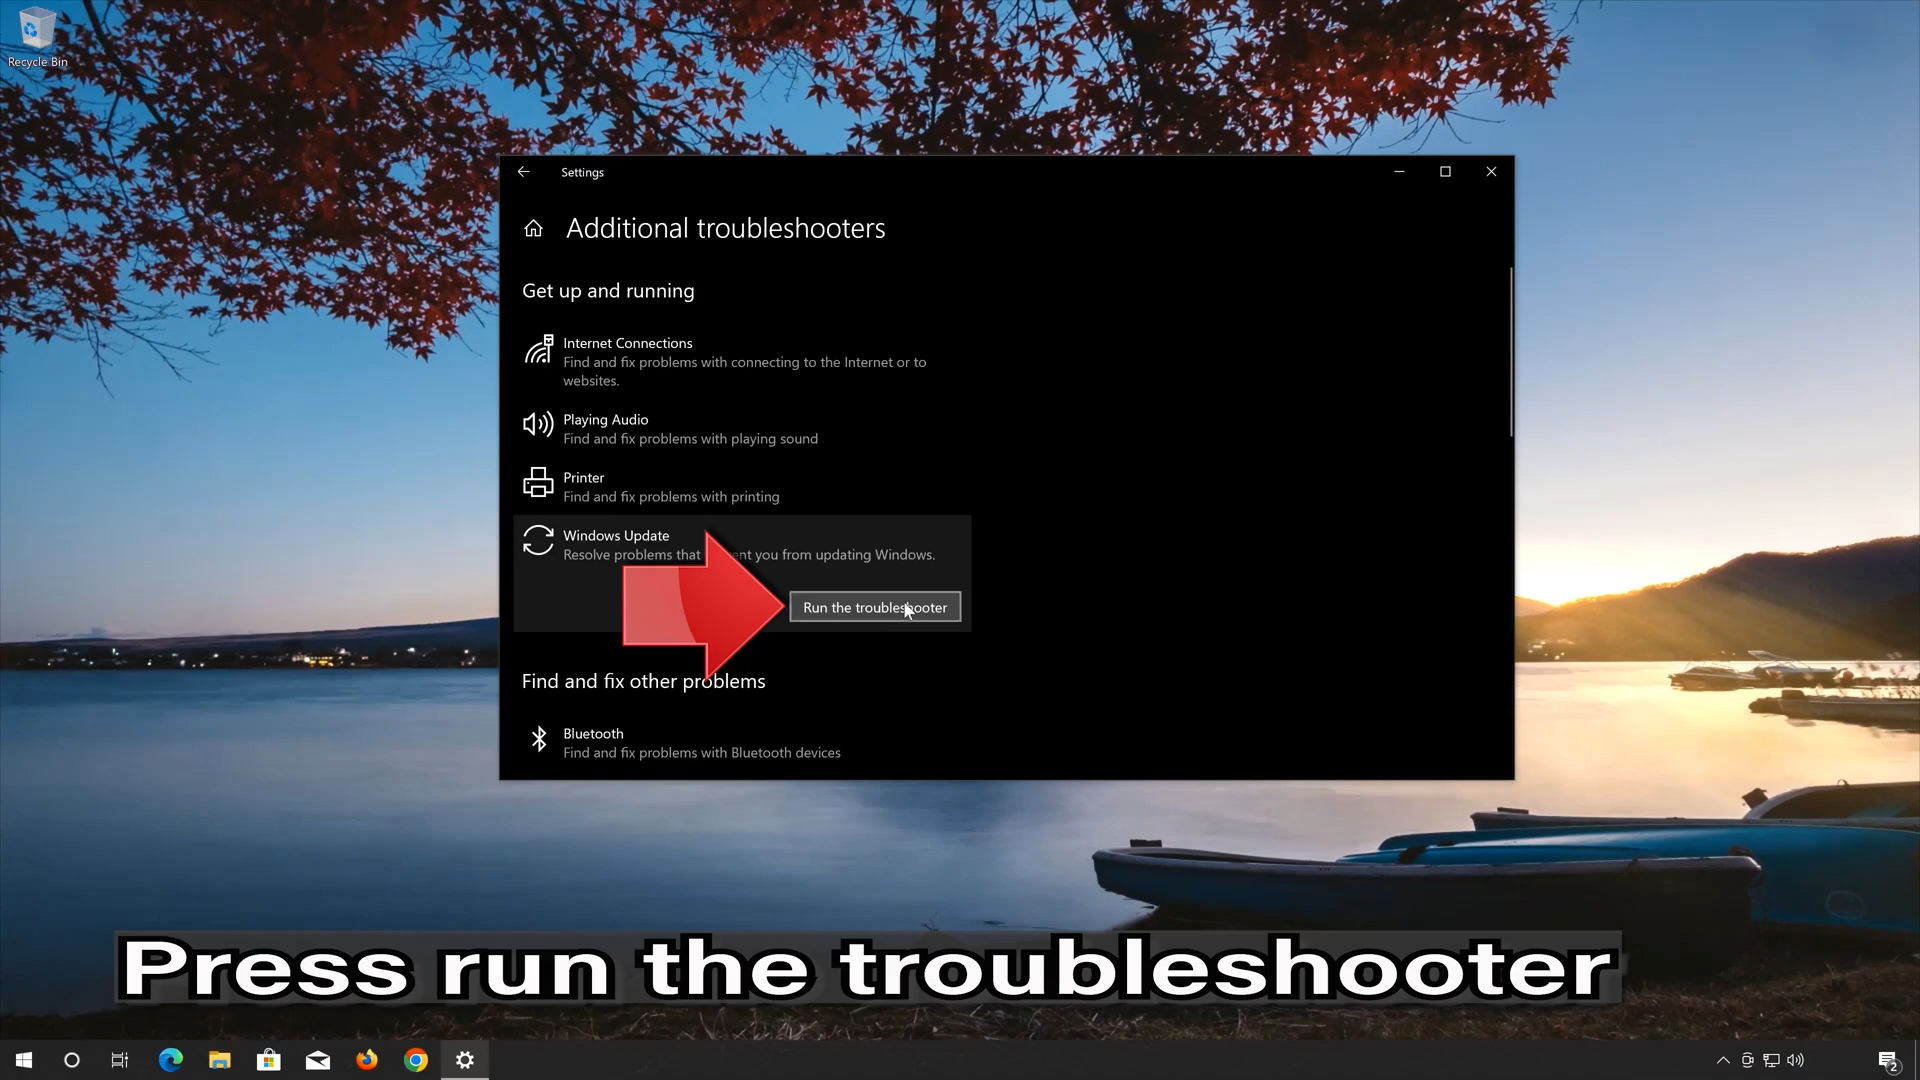 Recycle Bin
Settings
Additional troubleshooters
Get up and running
Internet Connections
Find and fix problems with connecting to the Internet or to
websites.
Playing Audio
Find and fix problems with playing sound
Printer
Find and fix problems with printing
Windows Update
Resolve problems that ent you from updating Windows.
Run the troubleshooter
Find and fix other problems
Bluetooth
Find and fix problems with Bluetooth devices
Press run the troubleshooter
2